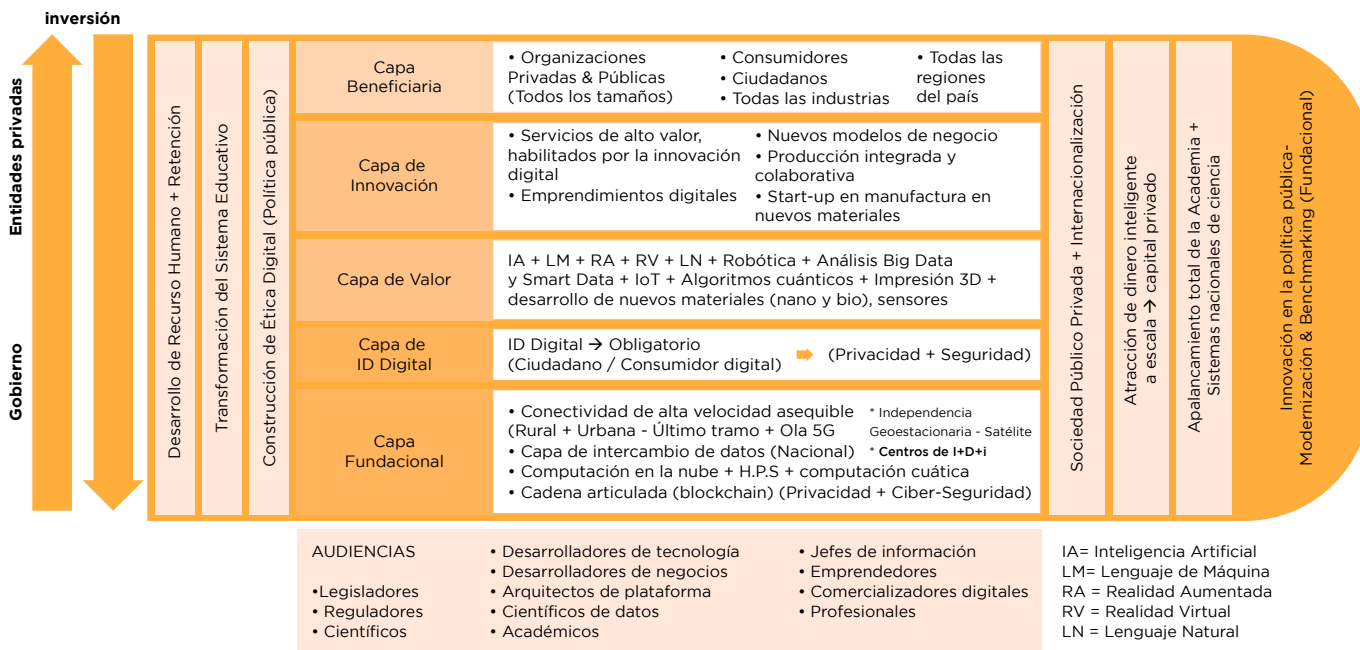 inversión
Entidades privadas
Gobierno
Desarrollo de Recurso Humano + Retención
Transformación del Sistema Educativo
Construcción de Ética Digital (Política pública)
Capa
Beneficiaria
• Organizaciones
Privadas & Públicas
(Todos los tamaños)
• Consumidores
• Ciudadanos
• Todas las industrias
• Todas las
regiones
del país
Capa de
Innovación
• Servicios de alto valor,
habilitados por la innovación
digital
• Emprendimientos digitales
• Nuevos modelos de negocio
• Producción integrada y
colaborativa
• Start-up en manufactura en
nuevos materiales
Capa de Valor
IA + LM + RA + RV + LN + Robótica + Análisis Big Data
y Smart Data + IoT + Algoritmos cuánticos + Impresión 3D +
desarrollo de nuevos materiales (nano y bio), sensores
Capa de
ID Digital
ID Digital → Obligatorio
(Ciudadano / Consumidor digital)
(Privacidad + Seguridad)
Capa
Fundacional
• Conectividad de alta velocidad asequible
(Rural + Urbana - Último tramo + Ola 5G
• Capa de intercambio de datos (Nacional)
• Computación en la nube + H.P.S + computación cuática
• Cadena articulada (blockchain) (Privacidad + Ciber-Seguridad)
* Independencia
Geoestacionaria - Satélite
* Centros de I+D+i
Sociedad Público Privada + Internacionalización
Atracción de dinero inteligente
a escala → capital privado
Apalancamiento total de la Academia +
Sistemas nacionales de ciencia
Innovación en la política pública-
Modernización & Benchmarking (Fundacional)
AUDIENCIAS
•Legisladores
• Reguladores
• Científicos
• Desarrolladores de tecnología
• Desarrolladores de negocios
• Arquitectos de plataforma
• Científicos de datos
• Académicos
• Jefes de información
• Emprendedores
• Comercializadores digitales
• Profesionales
IA= Inteligencia Artificial
LM= Lenguaje de Máquina
RA = Realidad Aumentada
RV = Realidad Virtual
LN = Lenguaje Natural